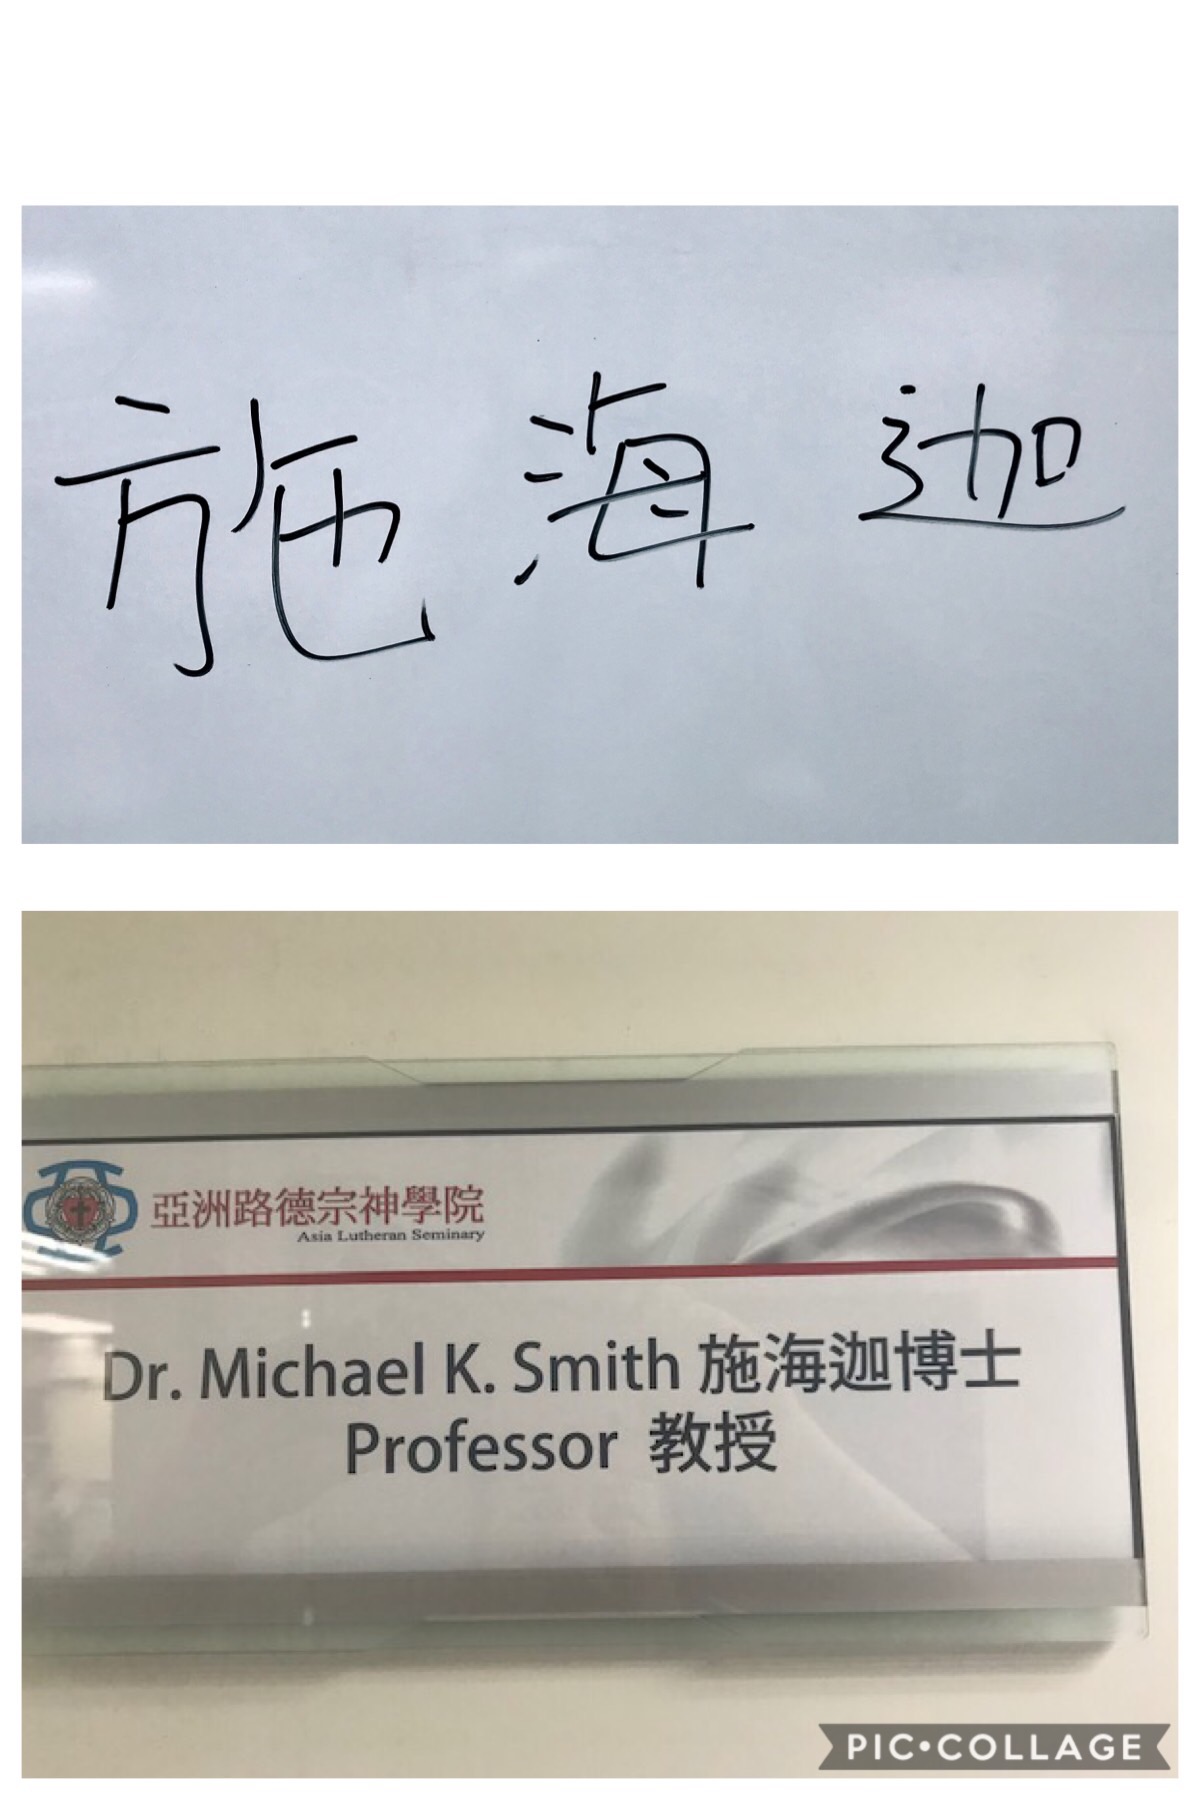 施海迦
亞洲路德宗神學院
Asia Lutheran Seminary
Dr. Michael K. Smith 施海迦博士
Professor 教授
PIC•COLLAGE